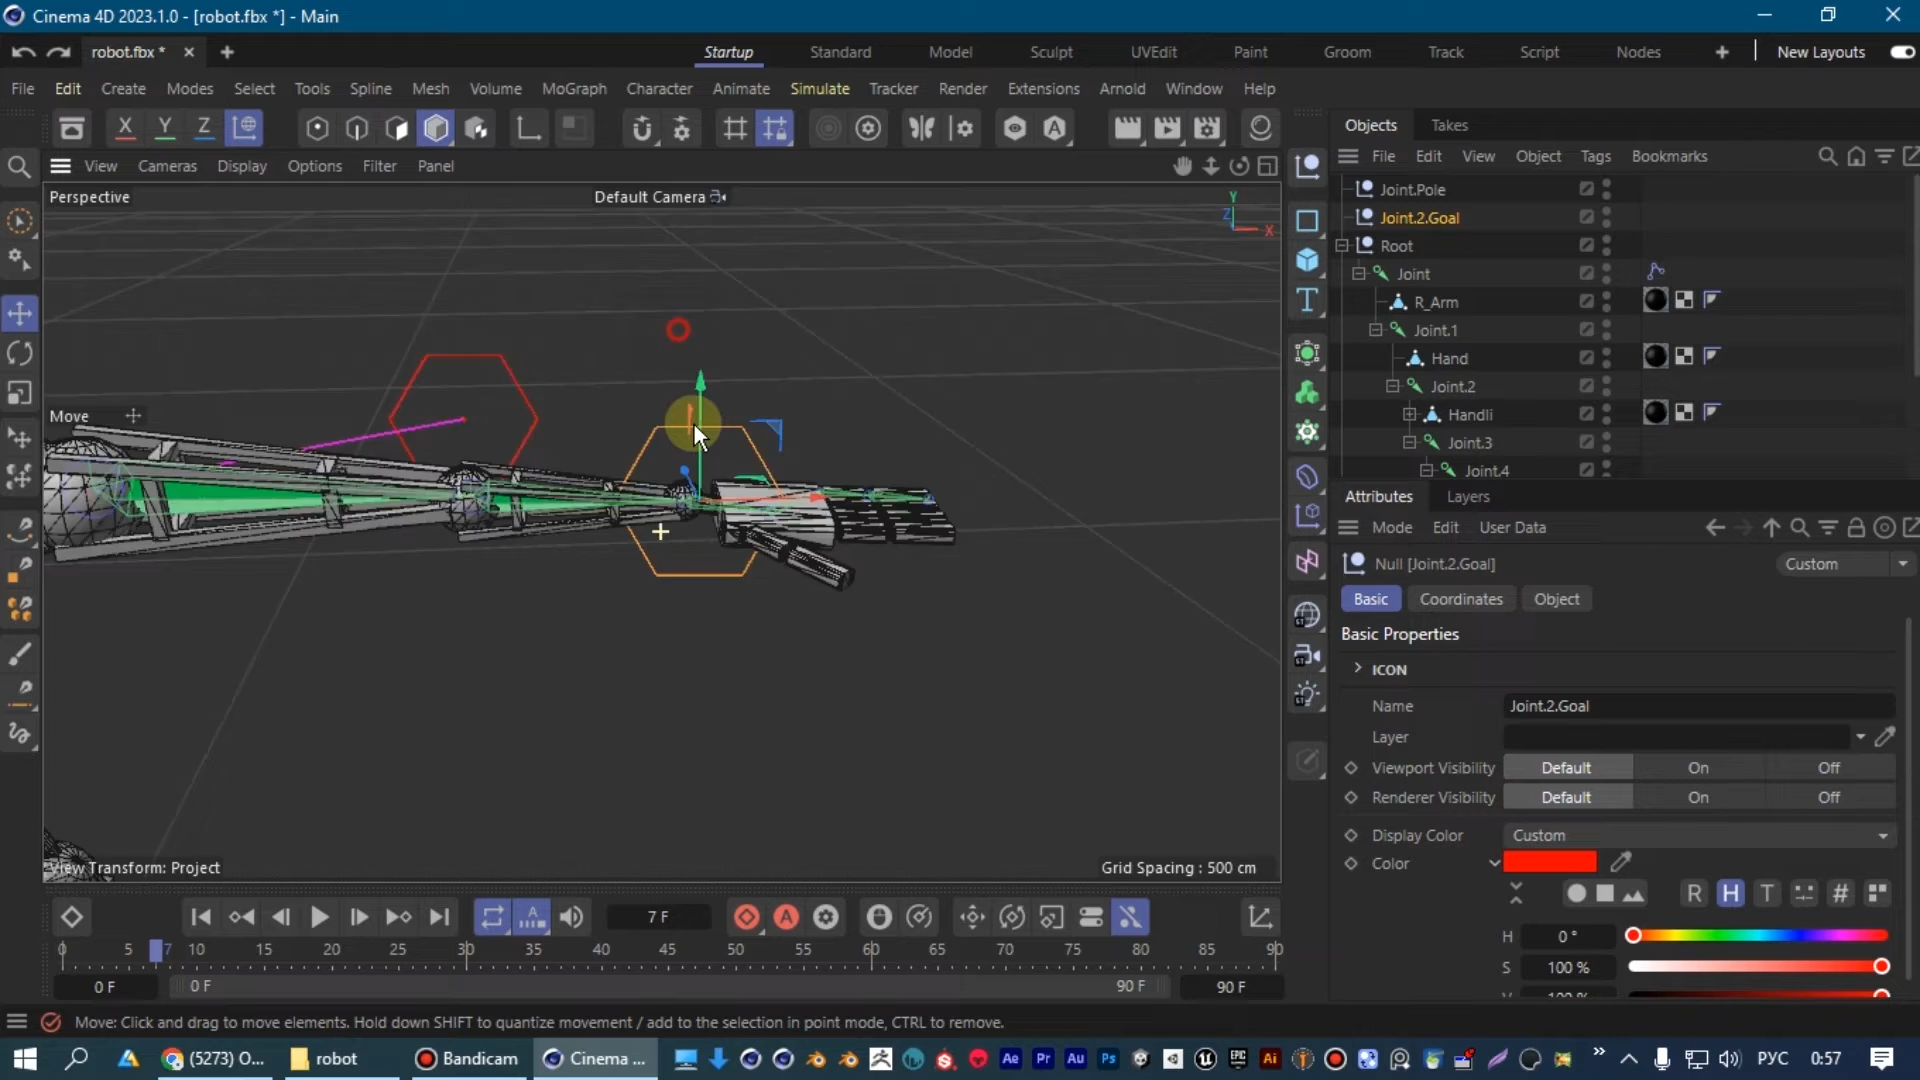 Cinema 4D 2023.1.0 - [robot.fbx *] - Main
robot.fbx *
Startup Standard Model Sculpt UVEdit Paint Groom Track Script Nodes New Layouts
File Edit Create Modes Select Tools Spline Mesh Volume MoGraph Character Animate Simulate Tracker Render Extensions Arnold Window Help
X Y Z
View Cameras Display Options Filter Panel
Perspective
Default Camera
Y
Z
X
Move
View Transform: Project
Grid Spacing : 500 cm
Objects Takes
File Edit View Object Tags Bookmarks
Joint.Pole
Joint.2.Goal
Root
Joint
R_Arm
Joint.1
Hand
Joint.2
Handli
Joint.3
Joint.4
Attributes Layers
Mode Edit User Data
Null [Joint.2.Goal]
Custom
Basic Coordinates Object
Basic Properties
ICON
Name Joint.2.Goal
Layer
Viewport Visibility Default On Off
Renderer Visibility Default On Off
Display Color Custom
Color
R H T #
H 0 °
S 100 %
7 F
0 5 7 10 15 20 25 30 35 40 45 50 55 60 65 70 75 80 85 90
0 F 0 F 90 F 90 F
Move: Click and drag to move elements. Hold down SHIFT to quantize movement / add to the selection in point mode, CTRL to remove.
(5273) O... robot Bandicam Cinema ... Ae Pr Au Ps Ai РУС 0:57